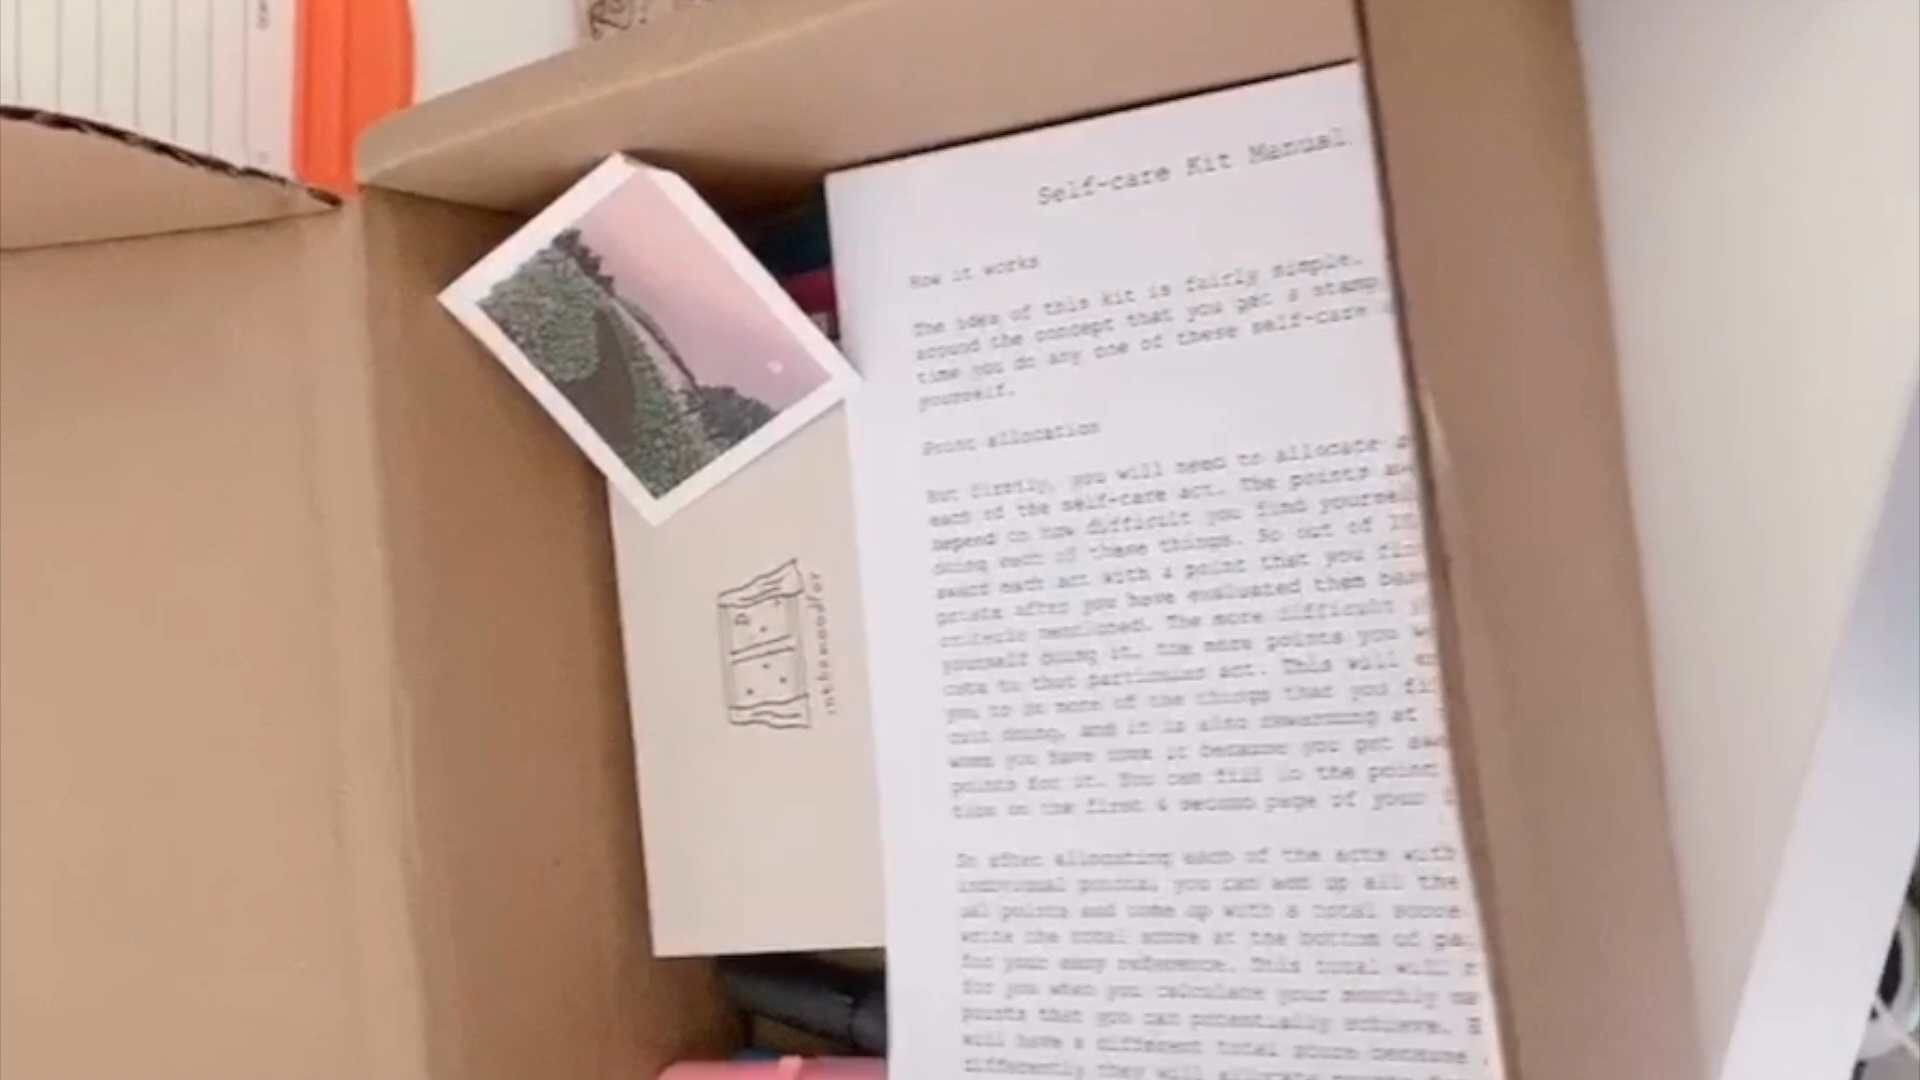 Self-care Kit Manual
How it works
The idea of this kit is fairly simple.
around the concept that you get a stamp
time you do any one of these self-care
yourself.
Point allocation
But firstly, you will need to allocate
each of the self-care act. The points
depend on how difficult you find yourself
doing each of these things. So out of 10
award each act with a point that you
after you have evaluated them
criteria mentioned. The more difficult
yourself doing it, the more points you
to that particular act. This will
you to do more of the things that you
doing, and it is also rewarding at
when you have done it because you get
points for it. You can fill in the point
on the first & second page of your
So after allocating each of the acts with
points, you can add up all the
points and come up with a total score
write the total score at the bottom of
for your easy reference. This total will
for you when you calculate your monthly
points that you can potentially achieve.
will have a different total score because
differently they will allocate
inthemoodfor